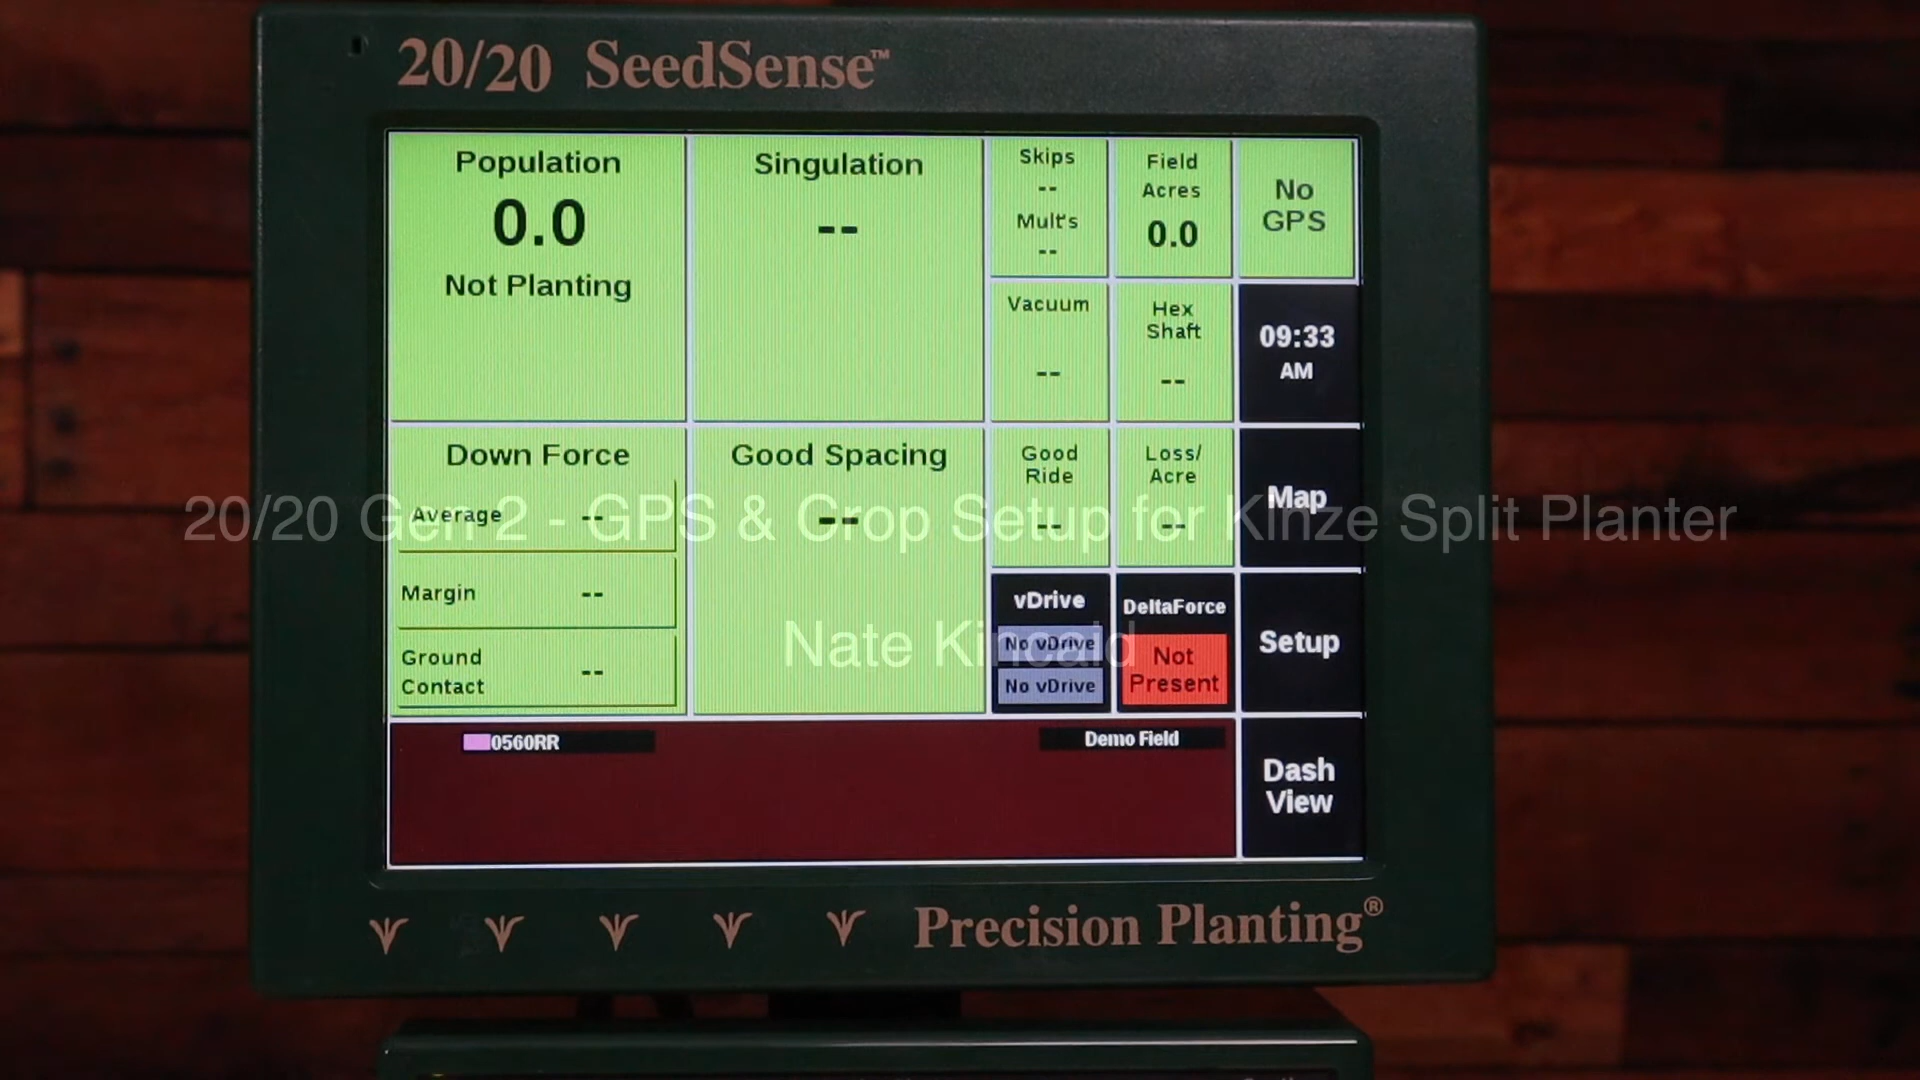 20/20 SeedSense™
Population
0.0
Not Planting
Singulation
--
Skips
--
Mult's
--
Field
Acres
0.0
No
GPS
Vacuum
--
Hex
Shaft
--
09:33
AM
Down Force
Average --
Margin --
Ground
Contact --
Good Spacing
--
Good
Ride
--
Loss/
Acre
--
Map
vDrive
No vDrive
No vDrive
DeltaForce
Not
Present
Setup
0560RR
Demo Field
Dash
View
Precision Planting®
20/20 Gen 2 - GPS & Crop Setup for Kinze Split Planter
Nate Kincaid